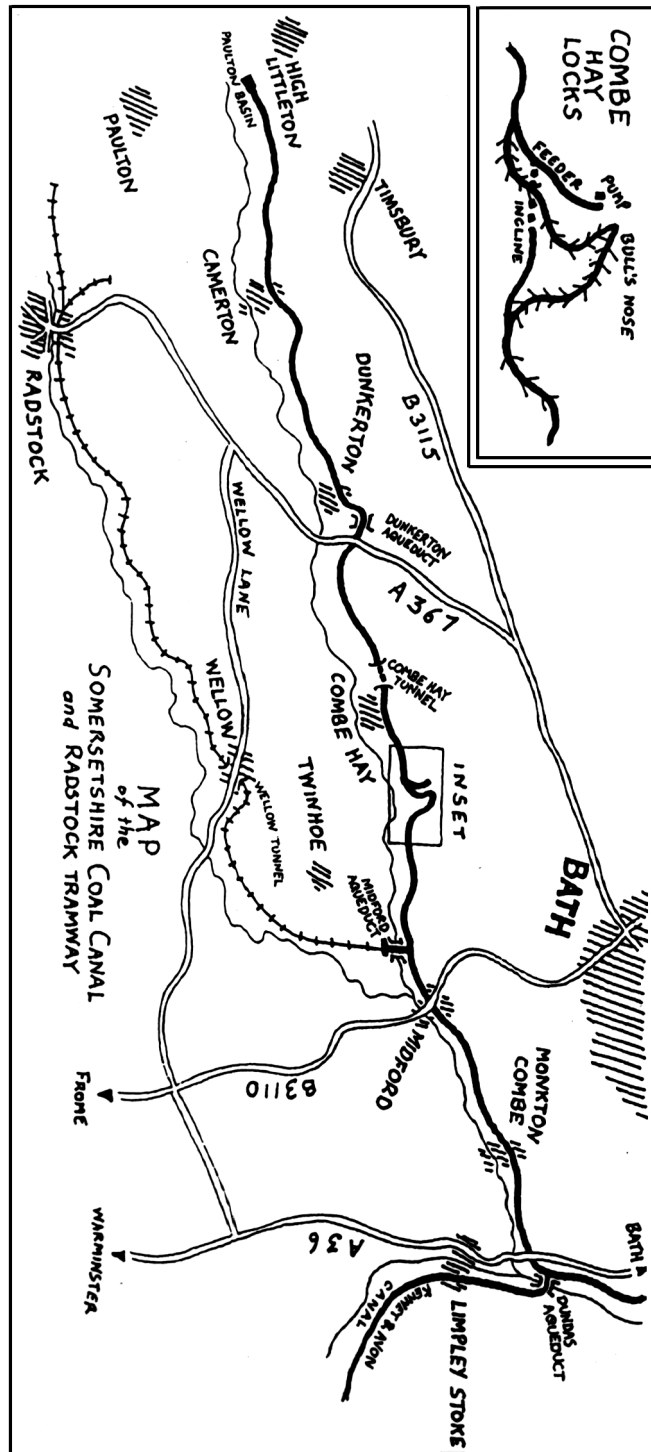 COMBE
HAY
LOCKS
FEEDER
PUMP
INCLINE
BULL'S NOSE
HIGH
LITTLETON
PAULTON BASIN
PAULTON
TIMSBURY
CAMERTON
RADSTOCK
DUNKERTON
B3115
DUNKERTON
AQUEDUCT
WELLOW LANE
A367
COMBE HAY
TUNNEL
COMBE HAY
WELLOW
WELLOW TUNNEL
TWINHOE
INSET
MIDFORD
AQUEDUCT
BATH
MIDFORD
MONKTON
COMBE
B3110
FROME
A36
WARMINSTER
BATH
DUNDAS
AQUEDUCT
LIMPLEY STOKE
KENNET & AVON
CANAL
MAP
of the
SOMERSETSHIRE COAL CANAL
and RADSTOCK TRAMWAY